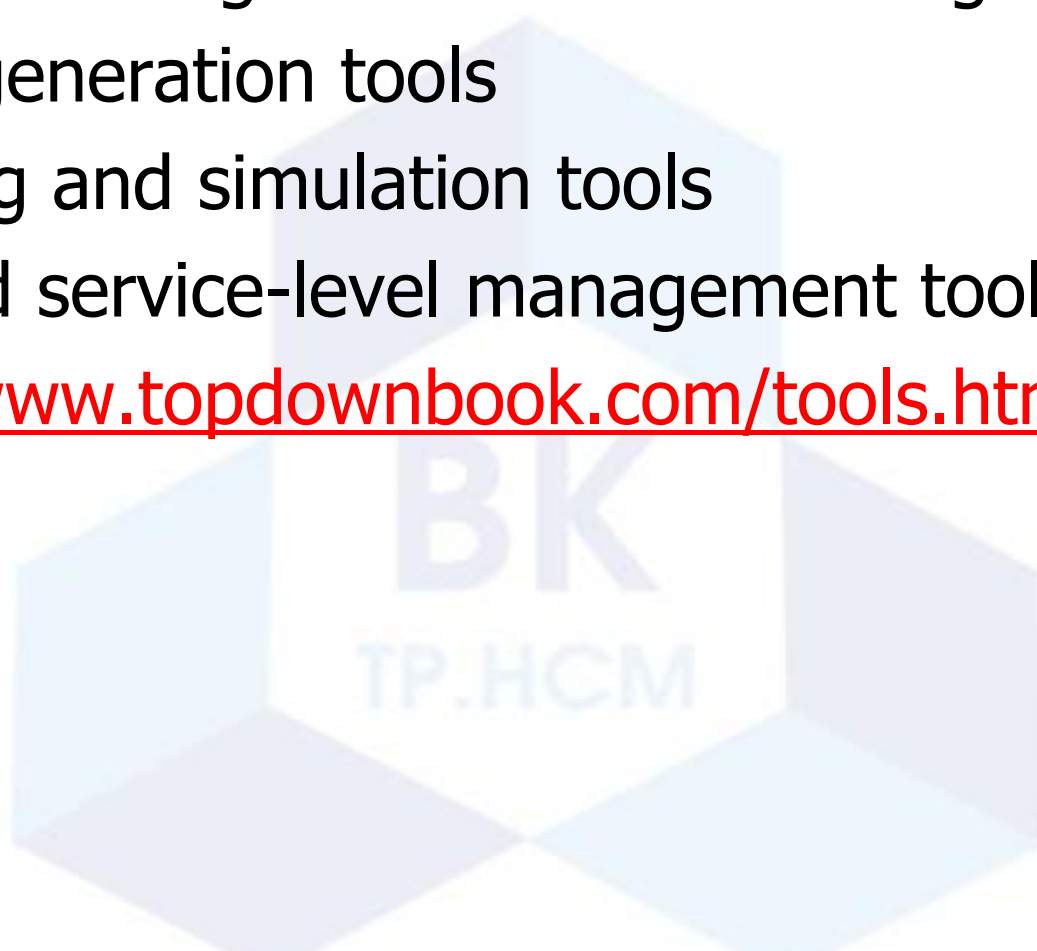 generation tools
g and simulation tools
d service-level management tool
www.topdownbook.com/tools.htm
BK
TP.HCM